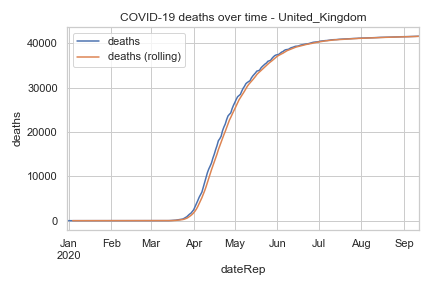 COVID-19 deaths over time - United_Kingdom
deaths
deaths (rolling)
40000
30000
20000
10000
0
deaths
Jan Feb Mar Apr May Jun Jul Aug Sep
2020
dateRep